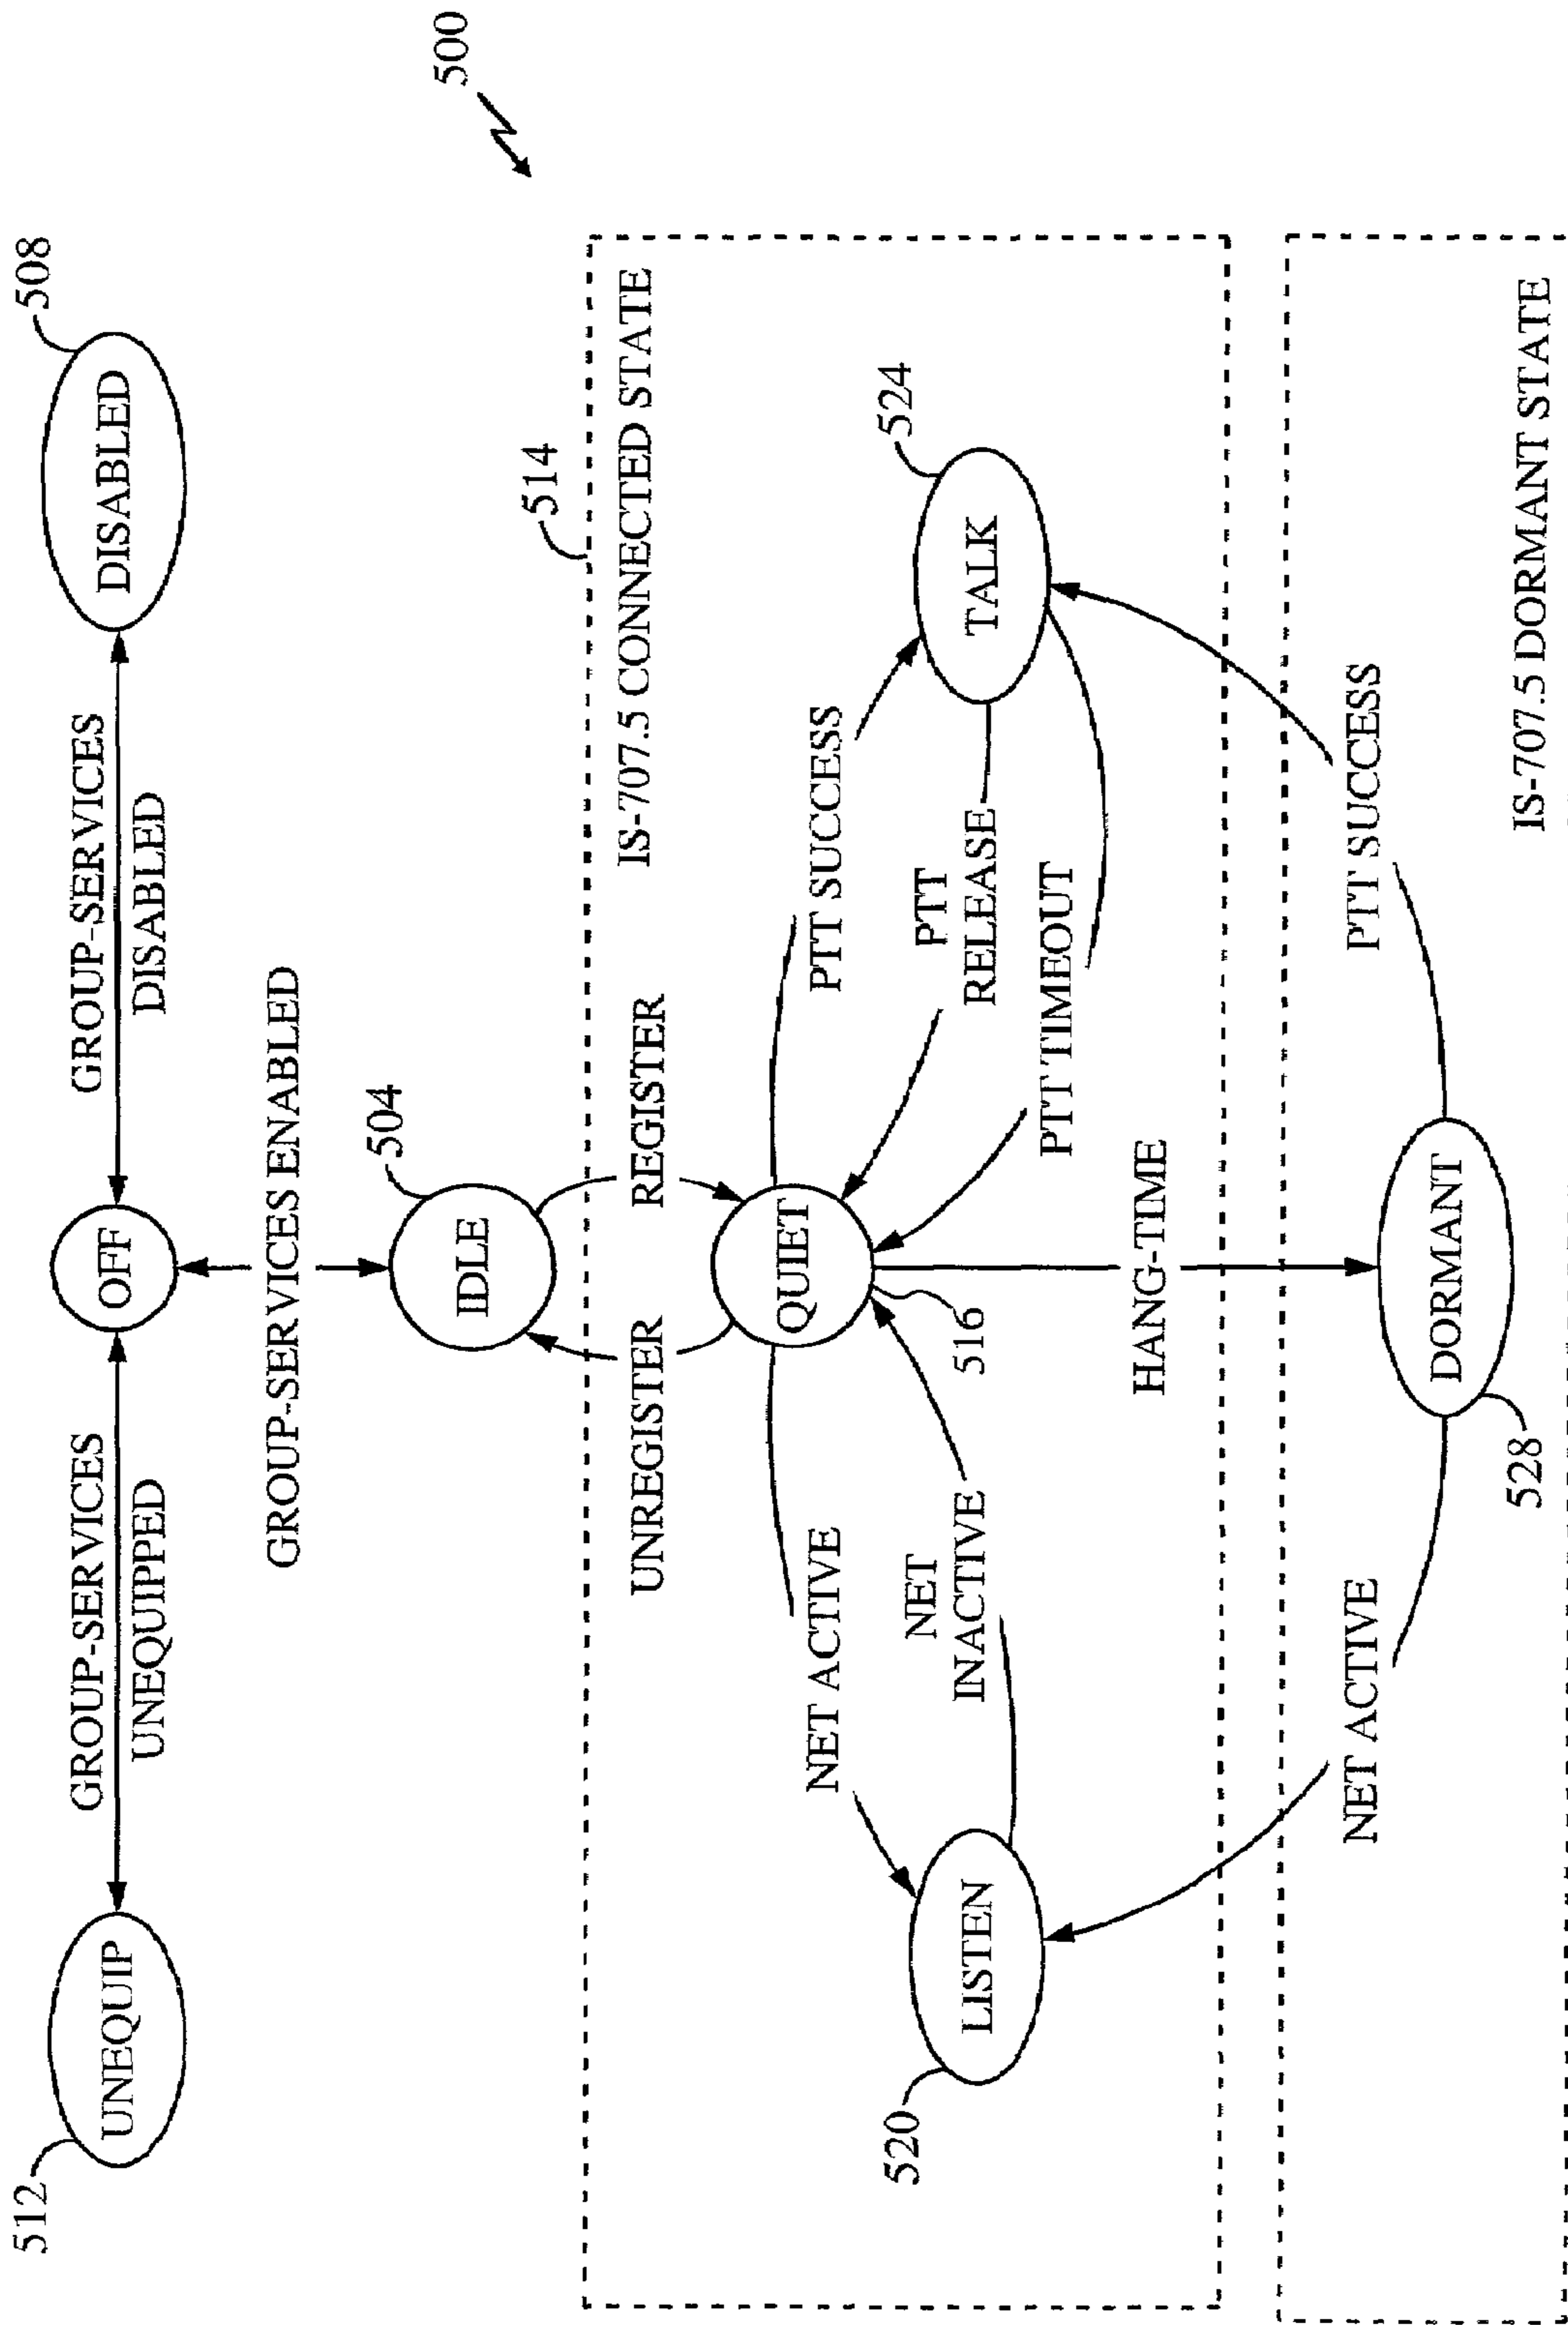 500
512
UNEQUIP
GROUP-SERVICES
UNEQUIPPED
OFF
GROUP-SERVICES
DISABLED
DISABLED
508
GROUP-SERVICES ENABLED
504
IDLE
514
UNREGISTER
REGISTER
IS-707.5 CONNECTED STATE
QUIET
516
NET ACTIVE
NET
INACTIVE
PTT SUCCESS
PTT
RELEASE
PTT TIMEOUT
520
LISTEN
524
TALK
HANG-TIME
NET ACTIVE
PTT SUCCESS
DORMANT
528
IS-707.5 DORMANT STATE